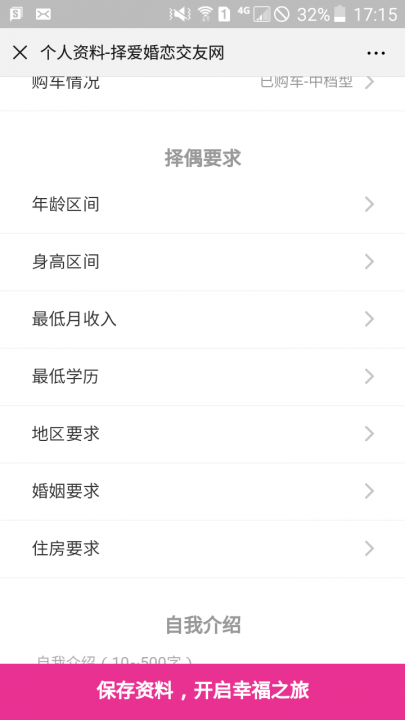 4G 32% 17:15
个人资料-择爱婚恋交友网
购车情况 已购车-中档型
择偶要求
年龄区间
身高区间
最低月收入
最低学历
地区要求
婚姻要求
住房要求
自我介绍
自我介绍（10~500字）
保存资料，开启幸福之旅